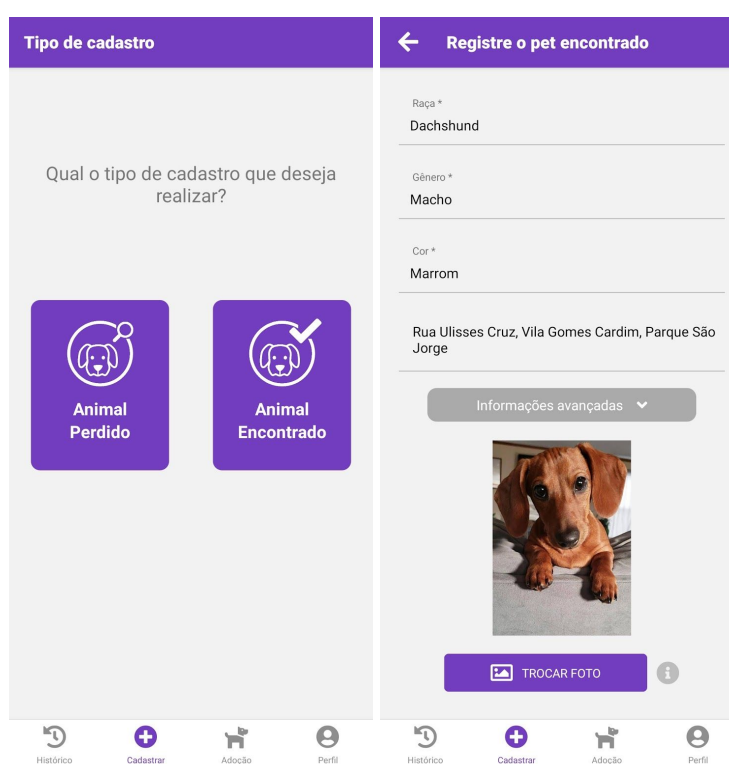 Tipo de cadastro
Qual o tipo de cadastro que deseja
realizar?
Animal
Perdido
Animal
Encontrado
Histórico
Cadastrar
Adoção
Perfil
Registre o pet encontrado
Raça *
Dachshund
Gênero *
Macho
Cor *
Marrom
Rua Ulisses Cruz, Vila Gomes Cardim, Parque São
Jorge
Informações avançadas
TROCAR FOTO
Histórico
Cadastrar
Adoção
Perfil